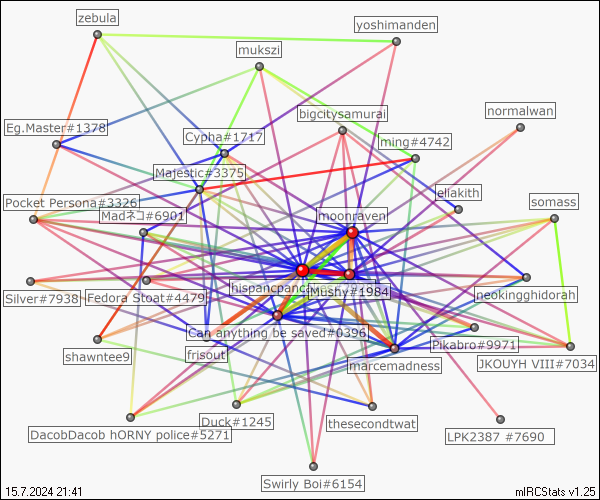 zebula
yoshimanden
mukszi
bigcitysamurai
normalwan
Eg.Master#1378
Cypha#1717
ming#4742
Majestic#3375
jellakith
Pocket Persona#3326
Madネコ#6901
moonraven
somass
hispancpanc
Mushy#1984
neokingghidorah
Silver#7938
Fedora Stoat#4479
Can anything be saved#0396
Pikabro#9971
shawntee9
frisout
marcemadness
JKOUYH VIII#7034
DacobDacob hORNY police#5271
Duck#1245
thesecondtwat
LPK2387 #7690
Swirly Boi#6154
15.7.2024 21:41
mIRCStats v1.25